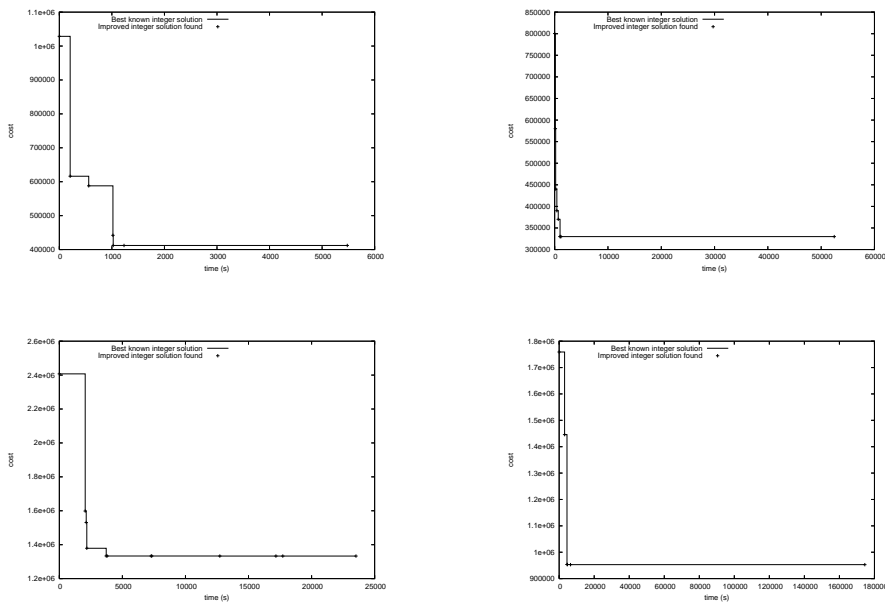 1.1e+06
Best known integer solution
Improved integer solution found
1e+06
900000
800000
700000
600000
500000
400000
cost
0 1000 2000 3000 4000 5000 6000
time (s)
850000
Best known integer solution
Improved integer solution found
800000
750000
700000
650000
600000
550000
500000
450000
400000
350000
300000
cost
0 10000 20000 30000 40000 50000 60000
time (s)
2.6e+06
Best known integer solution
Improved integer solution found
2.4e+06
2.2e+06
2e+06
1.8e+06
1.6e+06
1.4e+06
1.2e+06
cost
0 5000 10000 15000 20000 25000
time (s)
1.8e+06
Best known integer solution
Improved integer solution found
1.7e+06
1.6e+06
1.5e+06
1.4e+06
1.3e+06
1.2e+06
1.1e+06
1e+06
900000
cost
0 20000 40000 60000 80000 100000 120000 140000 160000 180000
time (s)